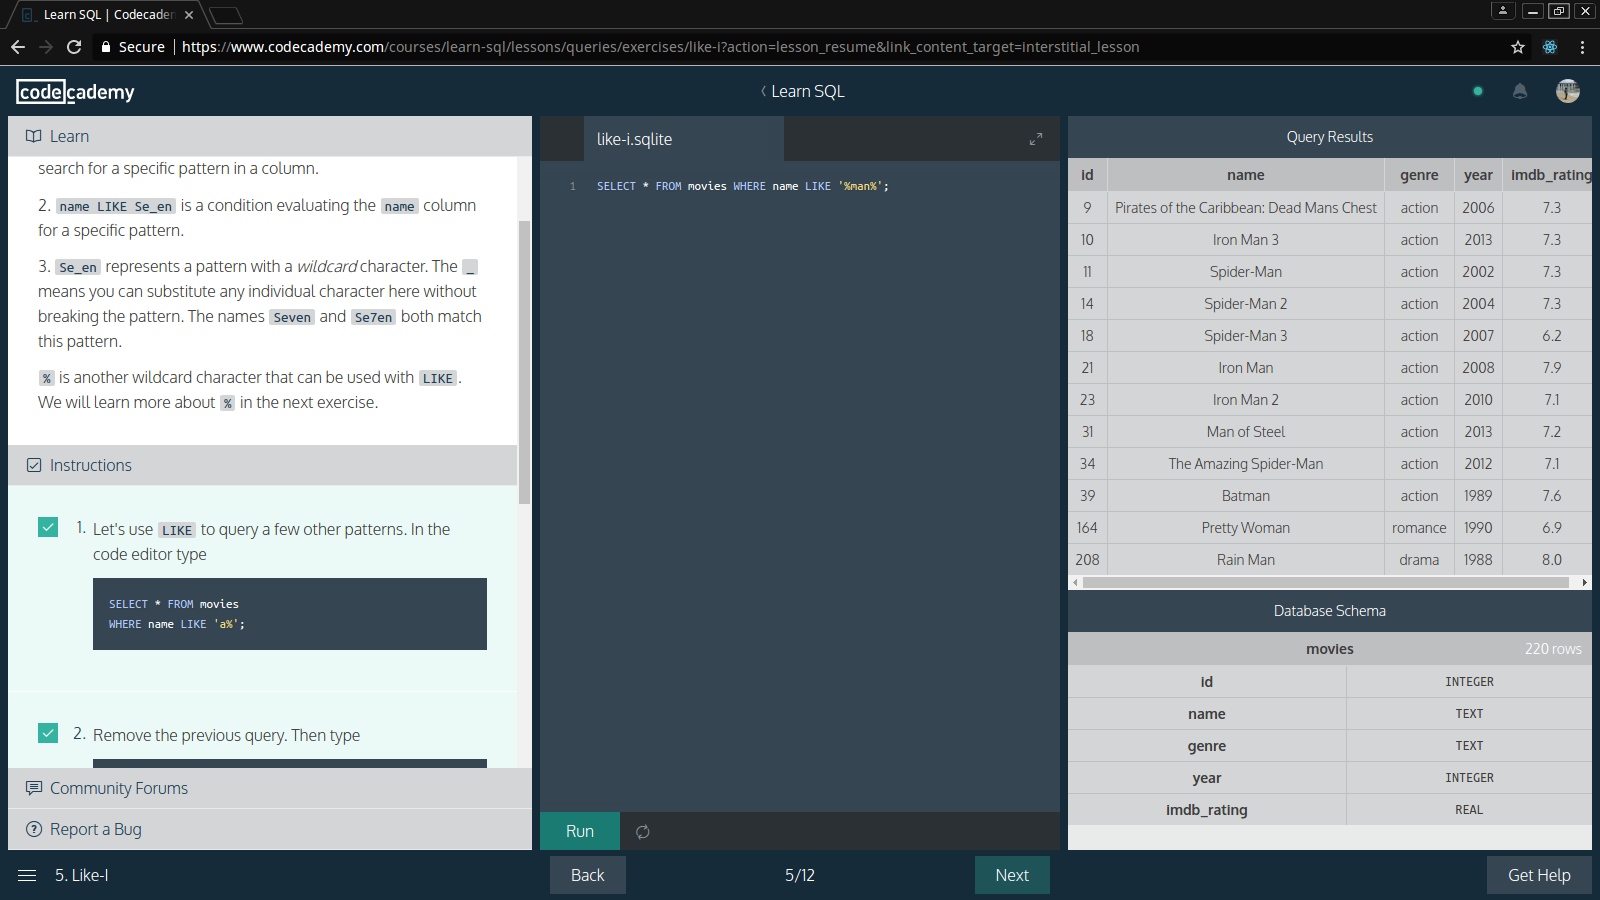 Learn SQL | Codecaden
Secure
https://www.codecademy.com/courses/learn-sql/lessons/queries/exercises/like-i?action=lesson_resume&link_content_target=interstitial_lesson
codecademy
Learn SQL
Learn
search for a specific pattern in a column.
2. name LIKE Se_en is a condition evaluating the name column
for a specific pattern.
3. Se_en represents a pattern with a wildcard character. The _
means you can substitute any individual character here without
breaking the pattern. The names Seven and Se7en both match
this pattern.
% is another wildcard character that can be used with LIKE.
We will learn more about % in the next exercise.
Instructions
1. Let's use LIKE to query a few other patterns. In the
code editor type
SELECT * FROM movies
WHERE name LIKE 'a%';
2. Remove the previous query. Then type
Community Forums
Report a Bug
like-i.sqlite
1 SELECT * FROM movies WHERE name LIKE '%man%';
Run
Query Results
id name genre year imdb_rating
9 Pirates of the Caribbean: Dead Mans Chest action 2006 7.3
10 Iron Man 3 action 2013 7.3
11 Spider-Man action 2002 7.3
14 Spider-Man 2 action 2004 7.3
18 Spider-Man 3 action 2007 6.2
21 Iron Man action 2008 7.9
23 Iron Man 2 action 2010 7.1
31 Man of Steel action 2013 7.2
34 The Amazing Spider-Man action 2012 7.1
39 Batman action 1989 7.6
164 Pretty Woman romance 1990 6.9
208 Rain Man drama 1988 8.0
Database Schema
movies 220 rows
id INTEGER
name TEXT
genre TEXT
year INTEGER
imdb_rating REAL
5. Like-I
Back
5/12
Next
Get Help